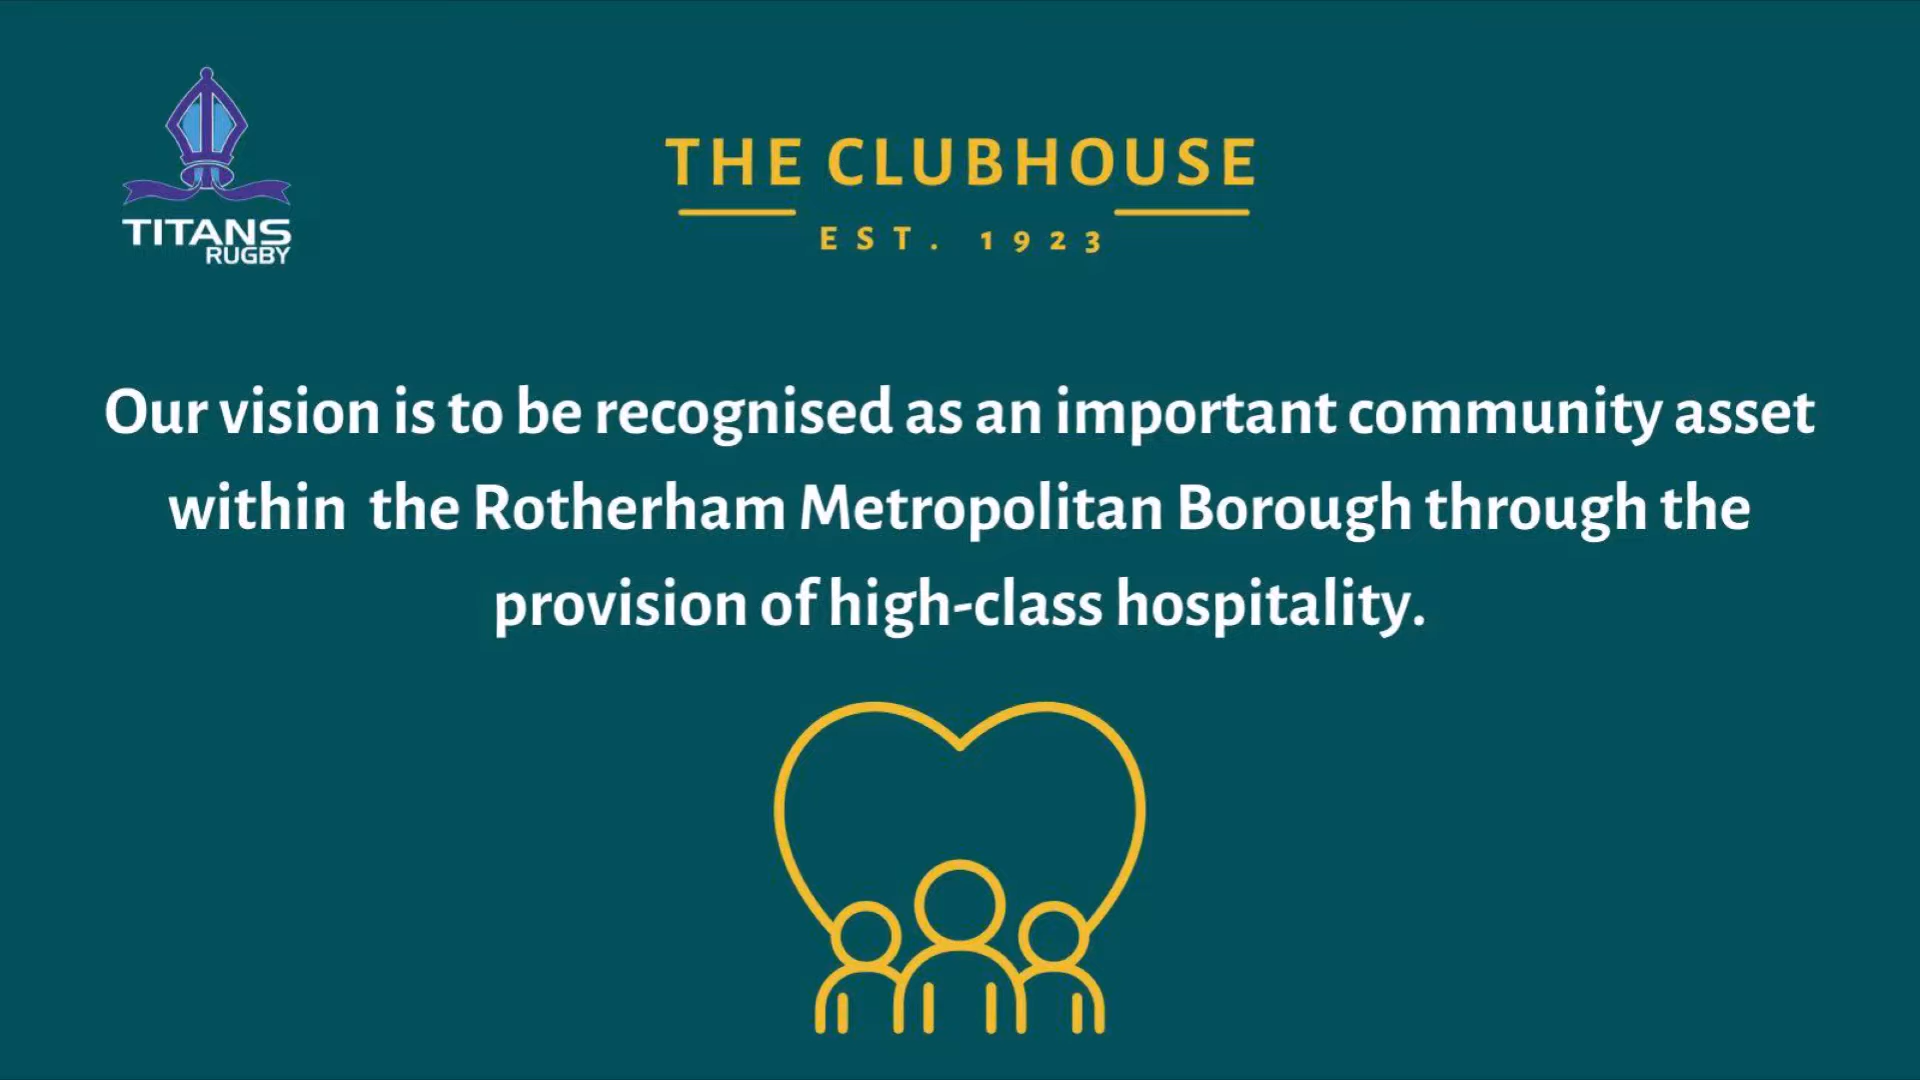 TITANS
RUGBY
THE CLUBHOUSE
EST. 1923
Our vision is to be recognised as an important community asset
within the Rotherham Metropolitan Borough through the
provision of high-class hospitality.